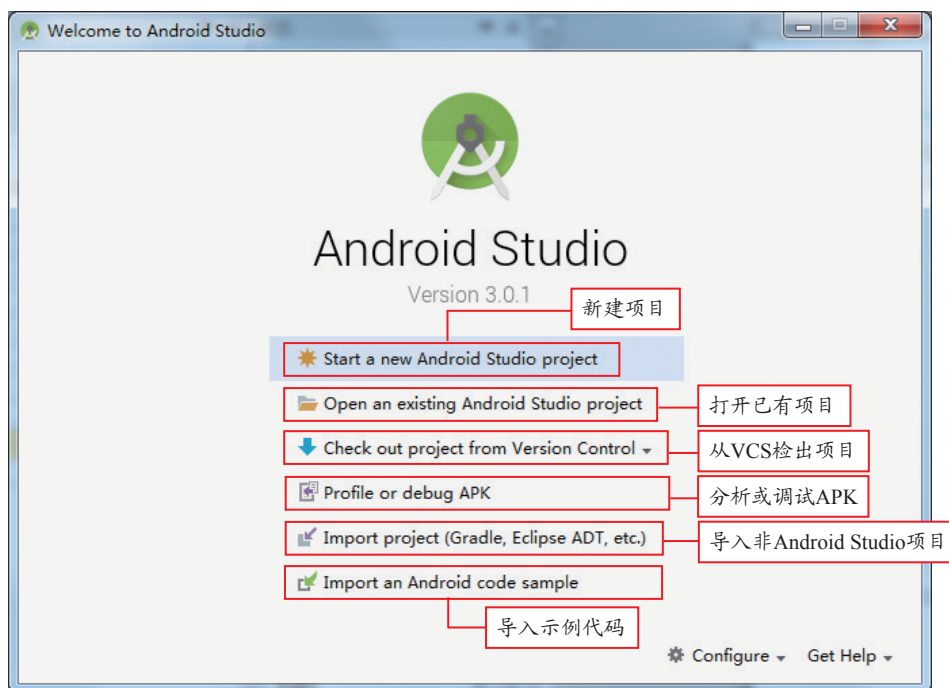 Welcome to Android Studio
Android Studio
Version 3.0.1
新建项目
Start a new Android Studio project
Open an existing Android Studio project
打开已有项目
Check out project from Version Control
从VCS检出项目
Profile or debug APK
分析或调试APK
Import project (Gradle, Eclipse ADT, etc.)
导入非Android Studio项目
Import an Android code sample
导入示例代码
Configure
Get Help